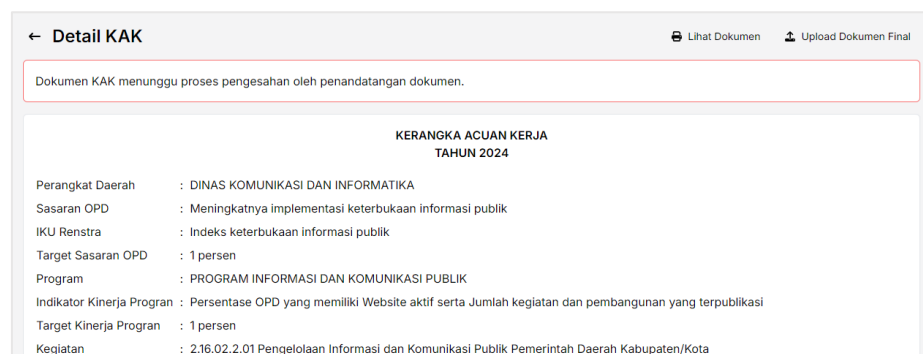 ← Detail KAK Lihat Dokumen Upload Dokumen Final
Dokumen KAK menunggu proses pengesahan oleh penandatangan dokumen.
KERANGKA ACUAN KERJA
TAHUN 2024
Perangkat Daerah : DINAS KOMUNIKASI DAN INFORMATIKA
Sasaran OPD : Meningkatnya implementasi keterbukaan informasi publik
IKU Renstra : Indeks keterbukaan informasi publik
Target Sasaran OPD : 1 persen
Program : PROGRAM INFORMASI DAN KOMUNIKASI PUBLIK
Indikator Kinerja Progran : Persentase OPD yang memiliki Website aktif serta Jumlah kegiatan dan pembangunan yang terpublikasi
Target Kinerja Progran : 1 persen
Kegiatan : 2.16.02.2.01 Pengelolaan Informasi dan Komunikasi Publik Pemerintah Daerah Kabupaten/Kota